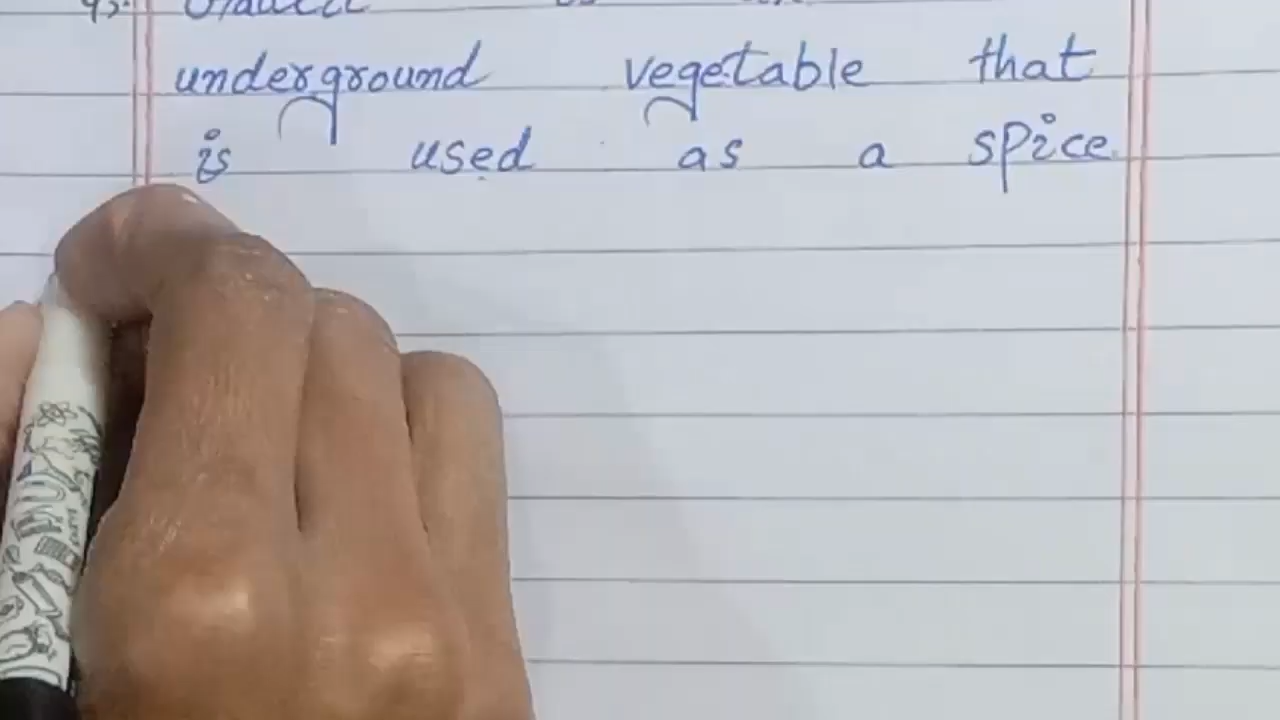 underground vegetable that
is used as a spice.